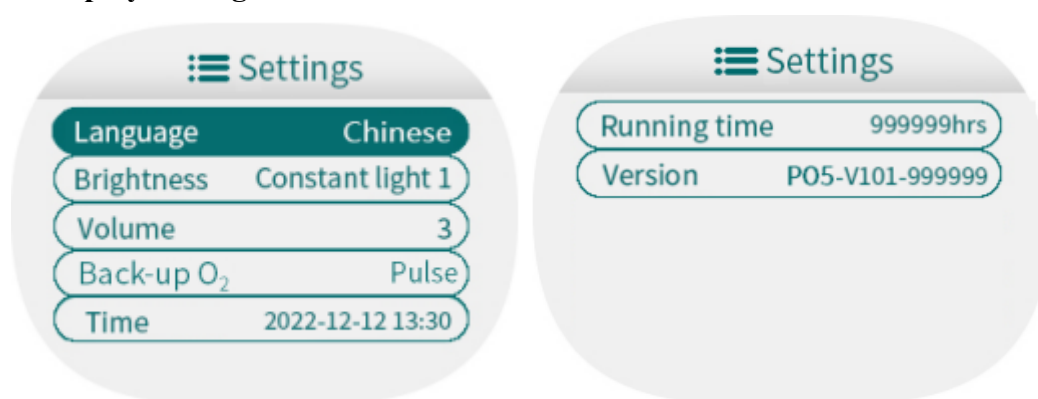 Settings
Language Chinese
Brightness Constant light 1
Volume 3
Back-up O₂ Pulse
Time 2022-12-12 13:30
Settings
Running time 999999hrs
Version PO5-V101-999999